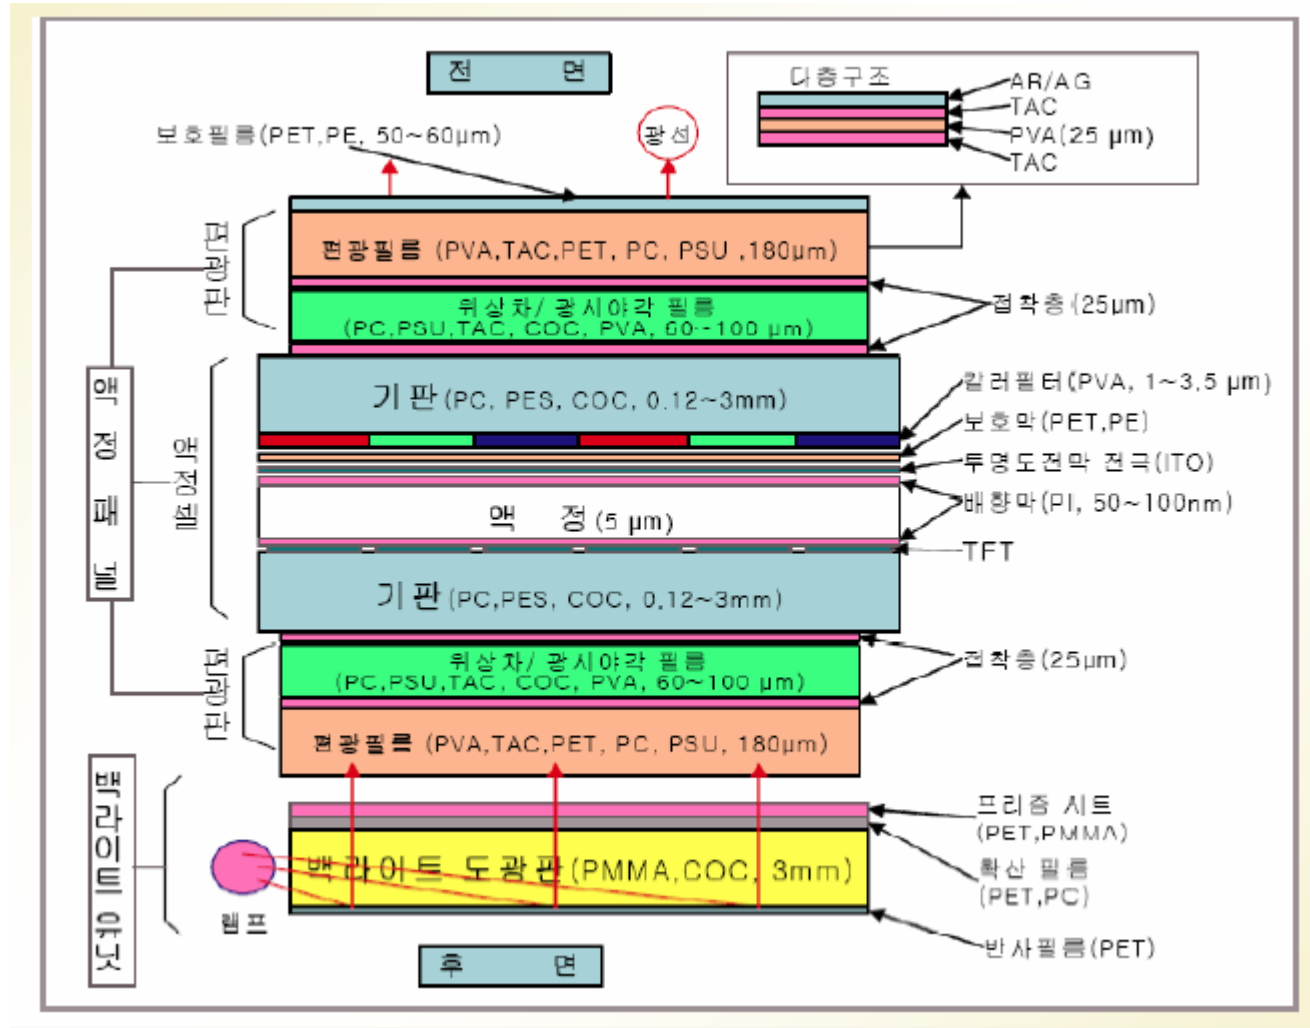 전 면
다층구조
AR/AG
TAC
PVA(25 µm)
TAC
보호필름(PET,PE, 50~60µm)
광선
편광판
편광필름 (PVA,TAC,PET, PC, PSU ,180µm)
위상차/ 광시야각 필름
(PC,PSU,TAC, COC, PVA, 60~100 µm)
접착층(25µm)
액정패널
액정셀
기판(PC, PES, COC, 0.12~3mm)
칼러필터(PVA, 1~3.5 µm)
보호막(PET,PE)
투명도전막 전극(ITO)
배향막(PI, 50~100nm)
액 정(5 µm)
TFT
기판(PC,PES, COC, 0.12~3mm)
편광판
위상차/ 광시야각 필름
(PC,PSU,TAC, COC, PVA, 60~100 µm)
접착층(25µm)
편광필름 (PVA,TAC,PET, PC, PSU, 180µm)
백라이트 유닛
프리즘 시트
(PET,PMMA)
백라이트 도광판(PMMA,COC, 3mm)
확산 필름
(PET,PC)
램프
반사필름(PET)
후 면